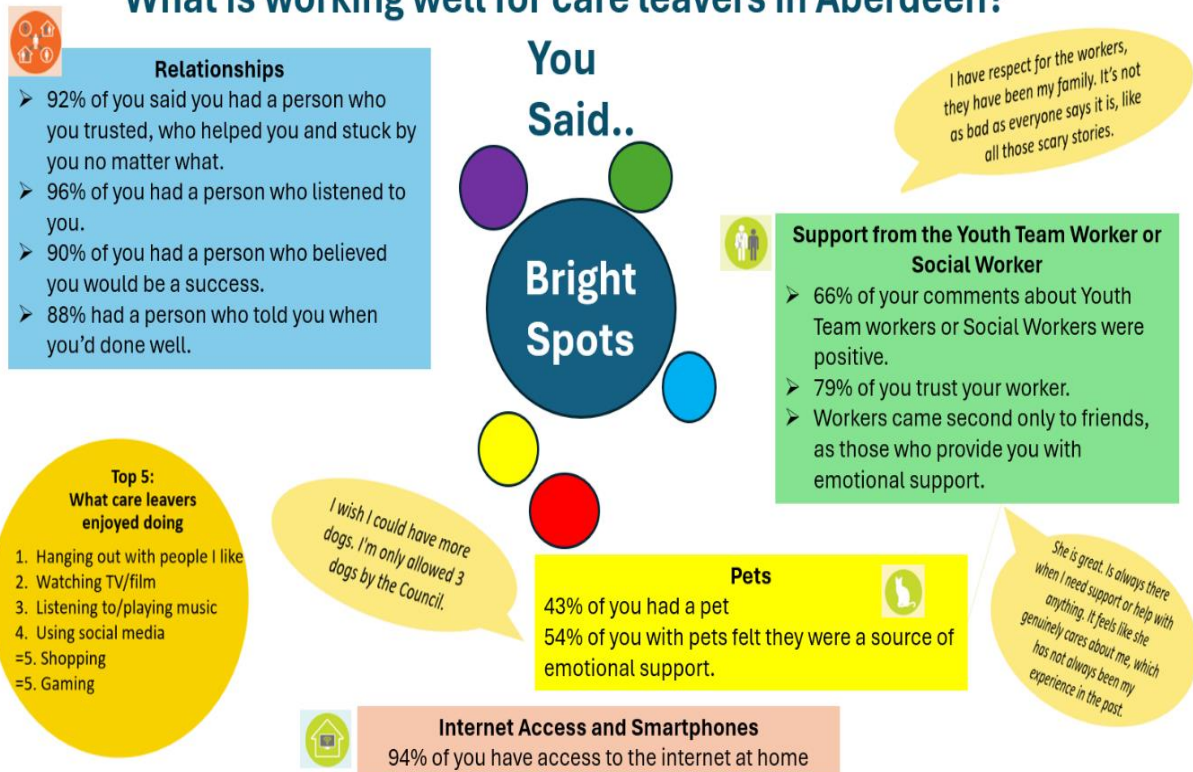 What is working well for care leavers in Aberdeen?
You
Said..
Relationships
➤ 92% of you said you had a person who
you trusted, who helped you and stuck by
you no matter what.
➤ 96% of you had a person who listened to
you.
➤ 90% of you had a person who believed
you would be a success.
➤ 88% had a person who told you when
you'd done well.
I have respect for the workers,
they have been my family. It's not
as bad as everyone says it is, like
all those scary stories.
Bright
Spots
Support from the Youth Team Worker or
Social Worker
➤ 66% of your comments about Youth
Team workers or Social Workers were
positive.
➤ 79% of you trust your worker.
➤ Workers came second only to friends,
as those who provide you with
emotional support.
Top 5:
What care leavers
enjoyed doing
1. Hanging out with people I like
2. Watching TV/film
3. Listening to/playing music
4. Using social media
=5. Shopping
=5. Gaming
I wish I could have more
dogs. I'm only allowed 3
dogs by the Council.
Pets
43% of you had a pet
54% of you with pets felt they were a source of
emotional support.
She is great. Is always there
when I need support or help with
anything. It feels like she
genuinely cares about me, which
has not always been my
experience in the past.
Internet Access and Smartphones
94% of you have access to the internet at home